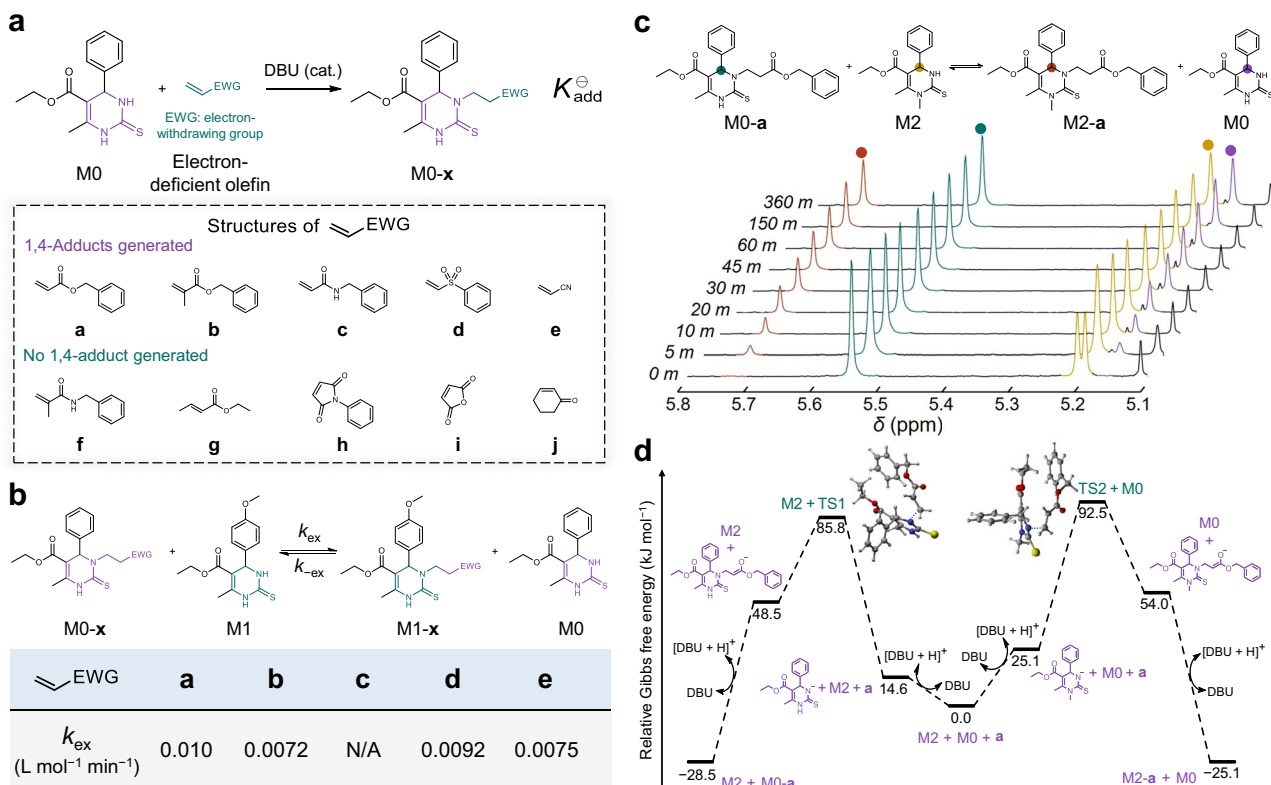 a
DBU (cat.)
EWG
EWG: electron-
withdrawing group
Electron-
deficient olefin
M0
M0-x
K⊖add
Structures of EWG
1,4-Adducts generated
a b c d e
No 1,4-adduct generated
f g h i j
b
kex
k−ex
M0-x
M1
M1-x
M0
EWG a b c d e
kex 0.010 0.0072 N/A 0.0092 0.0075
(L mol−1 min−1)
c
M0-a
M2
M2-a
M0
360 m
150 m
60 m
45 m
30 m
20 m
10 m
5 m
0 m
5.8 5.7 5.6 5.5 5.4 5.3 5.2 5.1
δ (ppm)
d
Relative Gibbs free energy (kJ mol−1)
M2 + TS1
85.8
TS2 + M0
92.5
M2
+
48.5
M0
+
54.0
[DBU + H]+
DBU
[DBU + H]+
DBU
[DBU + H]+
DBU
[DBU + H]+
DBU
+ M2 + a
14.6
25.1
+ M0 + a
0.0
M2 + M0 + a
−28.5
M2 + M0-a
M2-a + M0
−25.1